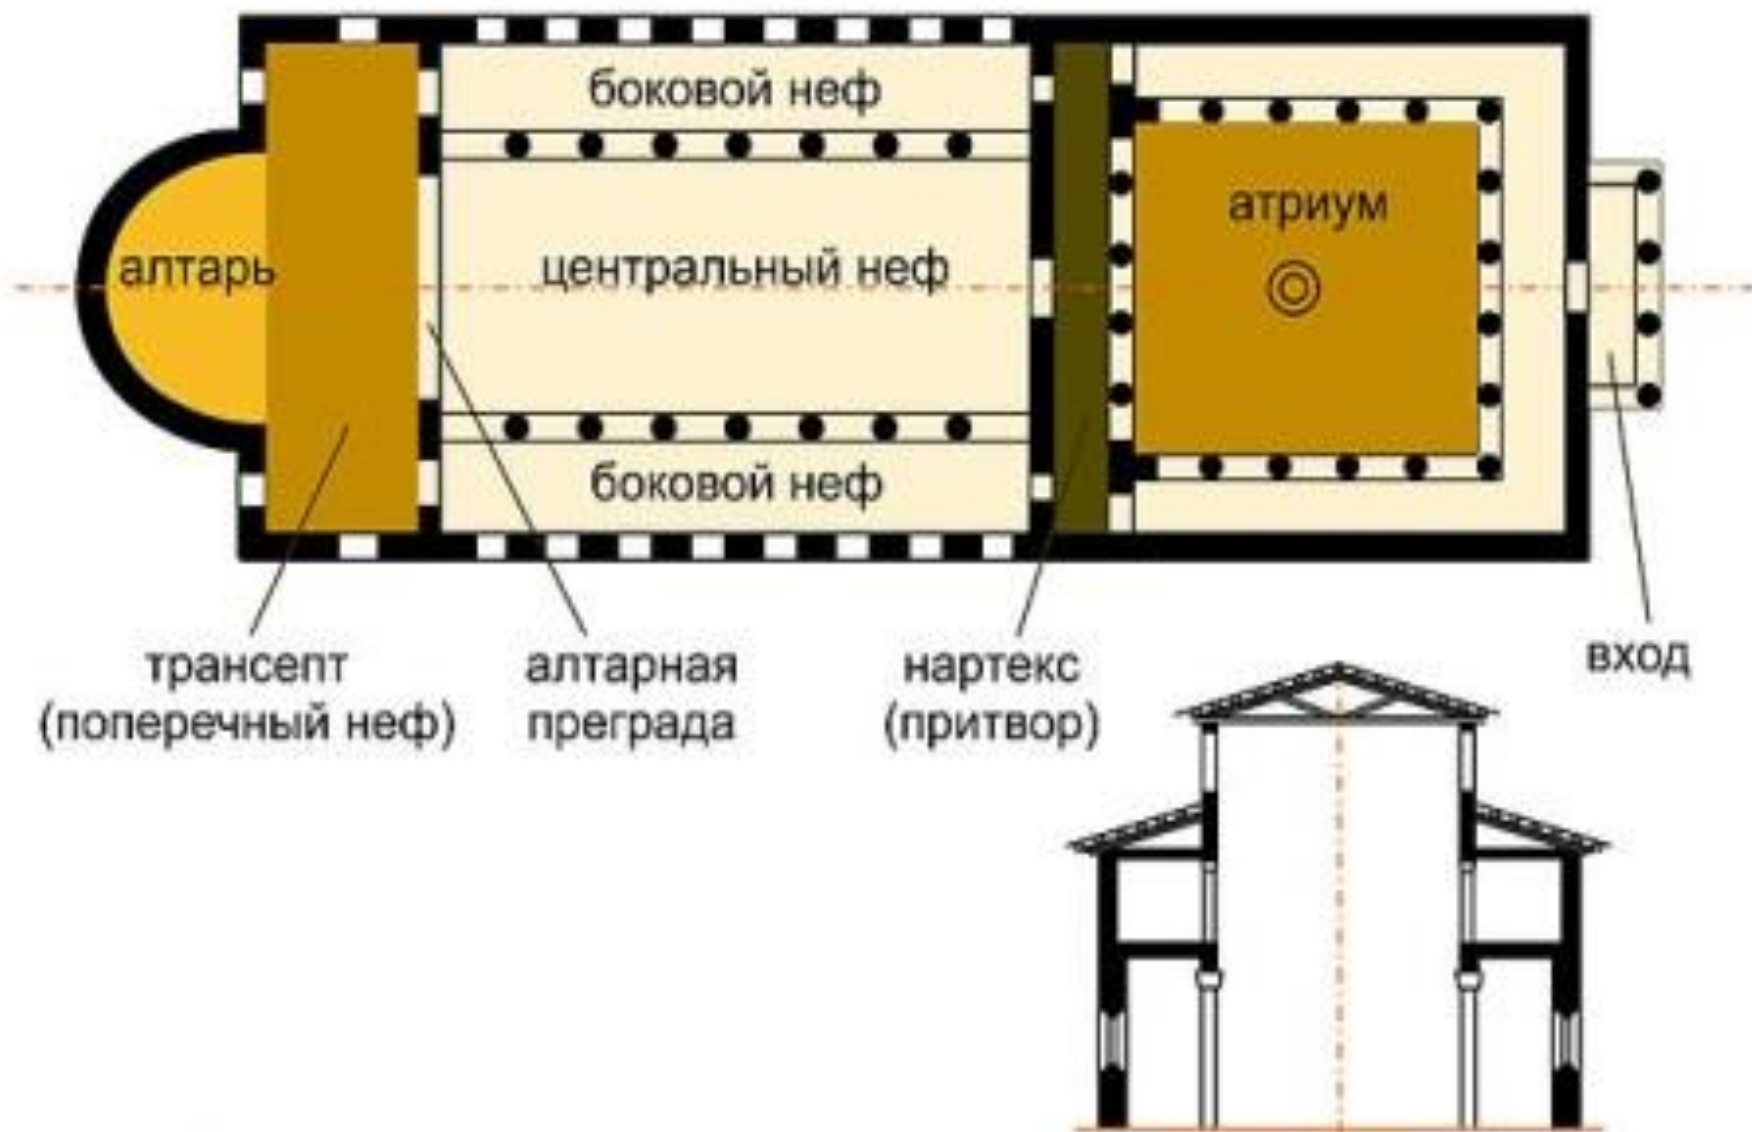 боковой неф
атриум
алтарь
центральный неф
боковой неф
трансепт
(поперечный неф)
алтарная
преграда
нартекс
(притвор)
вход